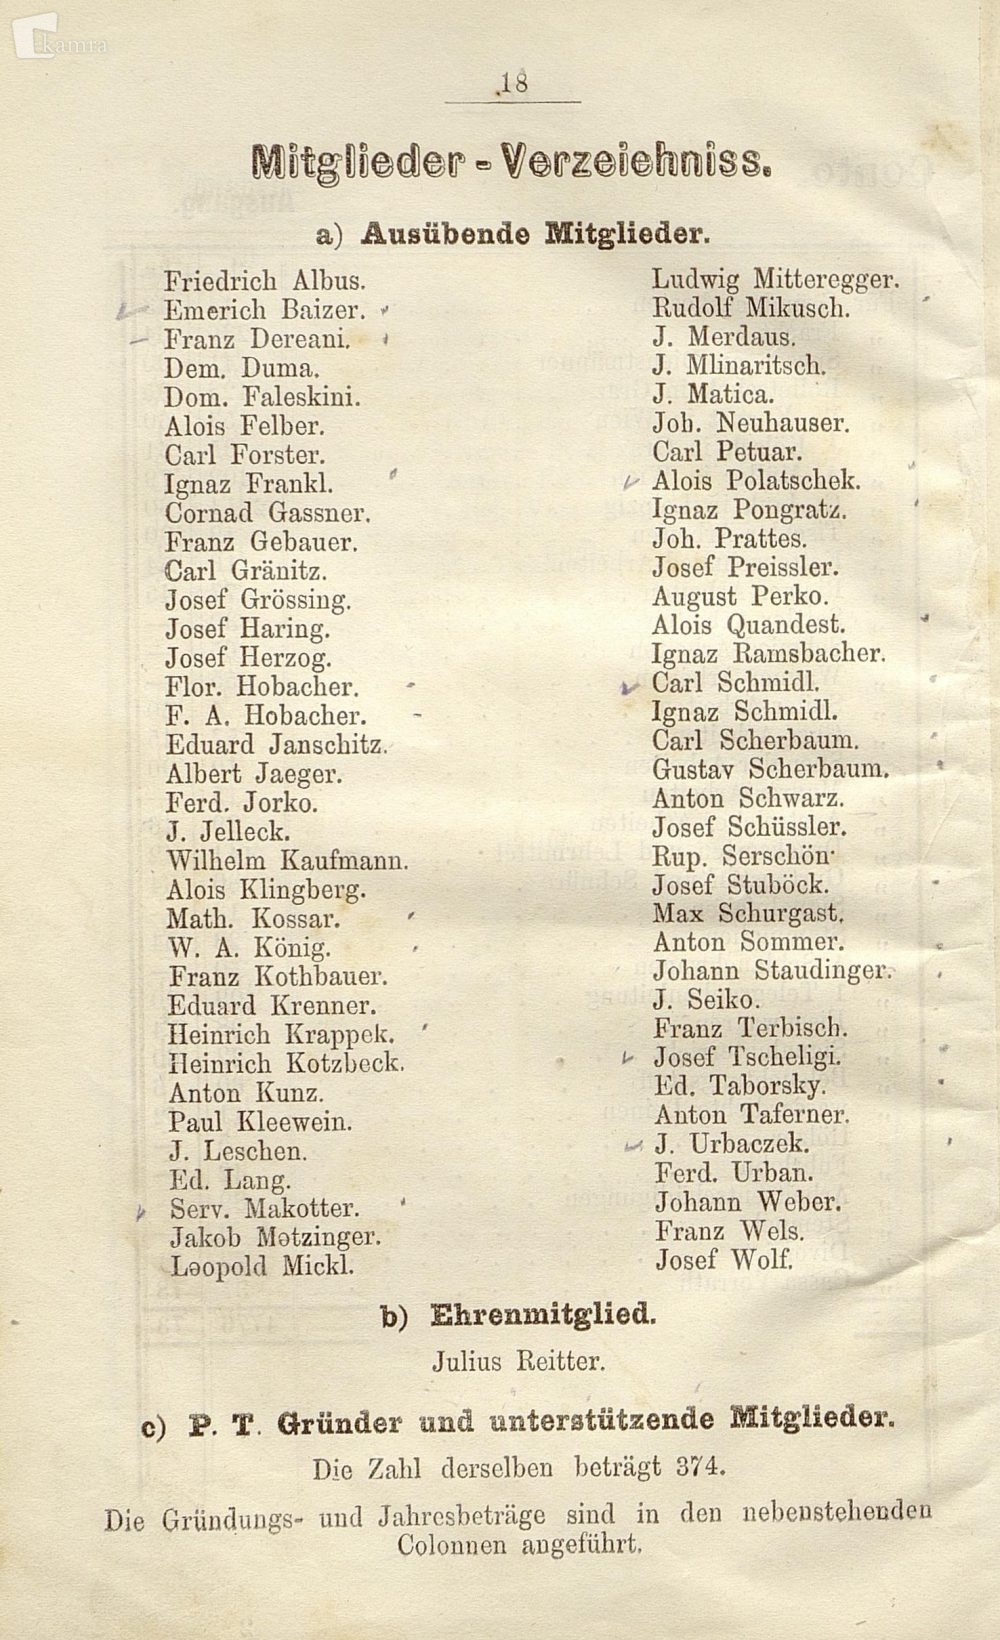 kamra
18
Mitglieder-Verzeichniss.
a) Ausübende Mitglieder.
Friedrich Albus.
Emerich Baizer.
Franz Dereani.
Dem. Duma.
Dom. Faleskini.
Alois Felber.
Carl Forster.
Ignaz Frankl.
Cornad Gassner.
Franz Gebauer.
Carl Gränitz.
Josef Grössing.
Josef Haring.
Josef Herzog.
Flor. Hobacher.
F. A. Hobacher.
Eduard Janschitz.
Albert Jaeger.
Ferd. Jorko.
J. Jelleck.
Wilhelm Kaufmann.
Alois Klingberg.
Math. Kossar.
W. A. König.
Franz Kothbauer.
Eduard Krenner.
Heinrich Krappek.
Heinrich Kotzbeck.
Anton Kunz.
Paul Kleewein.
J. Leschen.
Ed. Lang.
Serv. Makotter.
Jakob Metzinger.
Leopold Mickl.
Ludwig Mitteregger.
Rudolf Mikusch.
J. Merdaus.
J. Mlinaritsch.
J. Matica.
Joh. Neuhauser.
Carl Petuar.
Alois Polatschek.
Ignaz Pongratz.
Joh. Prattes.
Josef Preissler.
August Perko.
Alois Quandest.
Ignaz Ramsbacher.
Carl Schmidl.
Ignaz Schmidl.
Carl Scherbaum.
Gustav Scherbaum.
Anton Schwarz.
Josef Schüssler.
Rup. Serschön.
Josef Stuböck.
Max Schurgast.
Anton Sommer.
Johann Staudinger.
J. Seiko.
Franz Terbisch.
Josef Tscheligi.
Ed. Taborsky.
Anton Taferner.
J. Urbaczek.
Ferd. Urban.
Johann Weber.
Franz Wels.
Josef Wolf.
b) Ehrenmitglied.
Julius Reitter.
c) P. T. Gründer und unterstützende Mitglieder.
Die Zahl derselben beträgt 374.
Die Gründungs- und Jahresbeträge sind in den nebenstehenden
Colonnen angeführt.